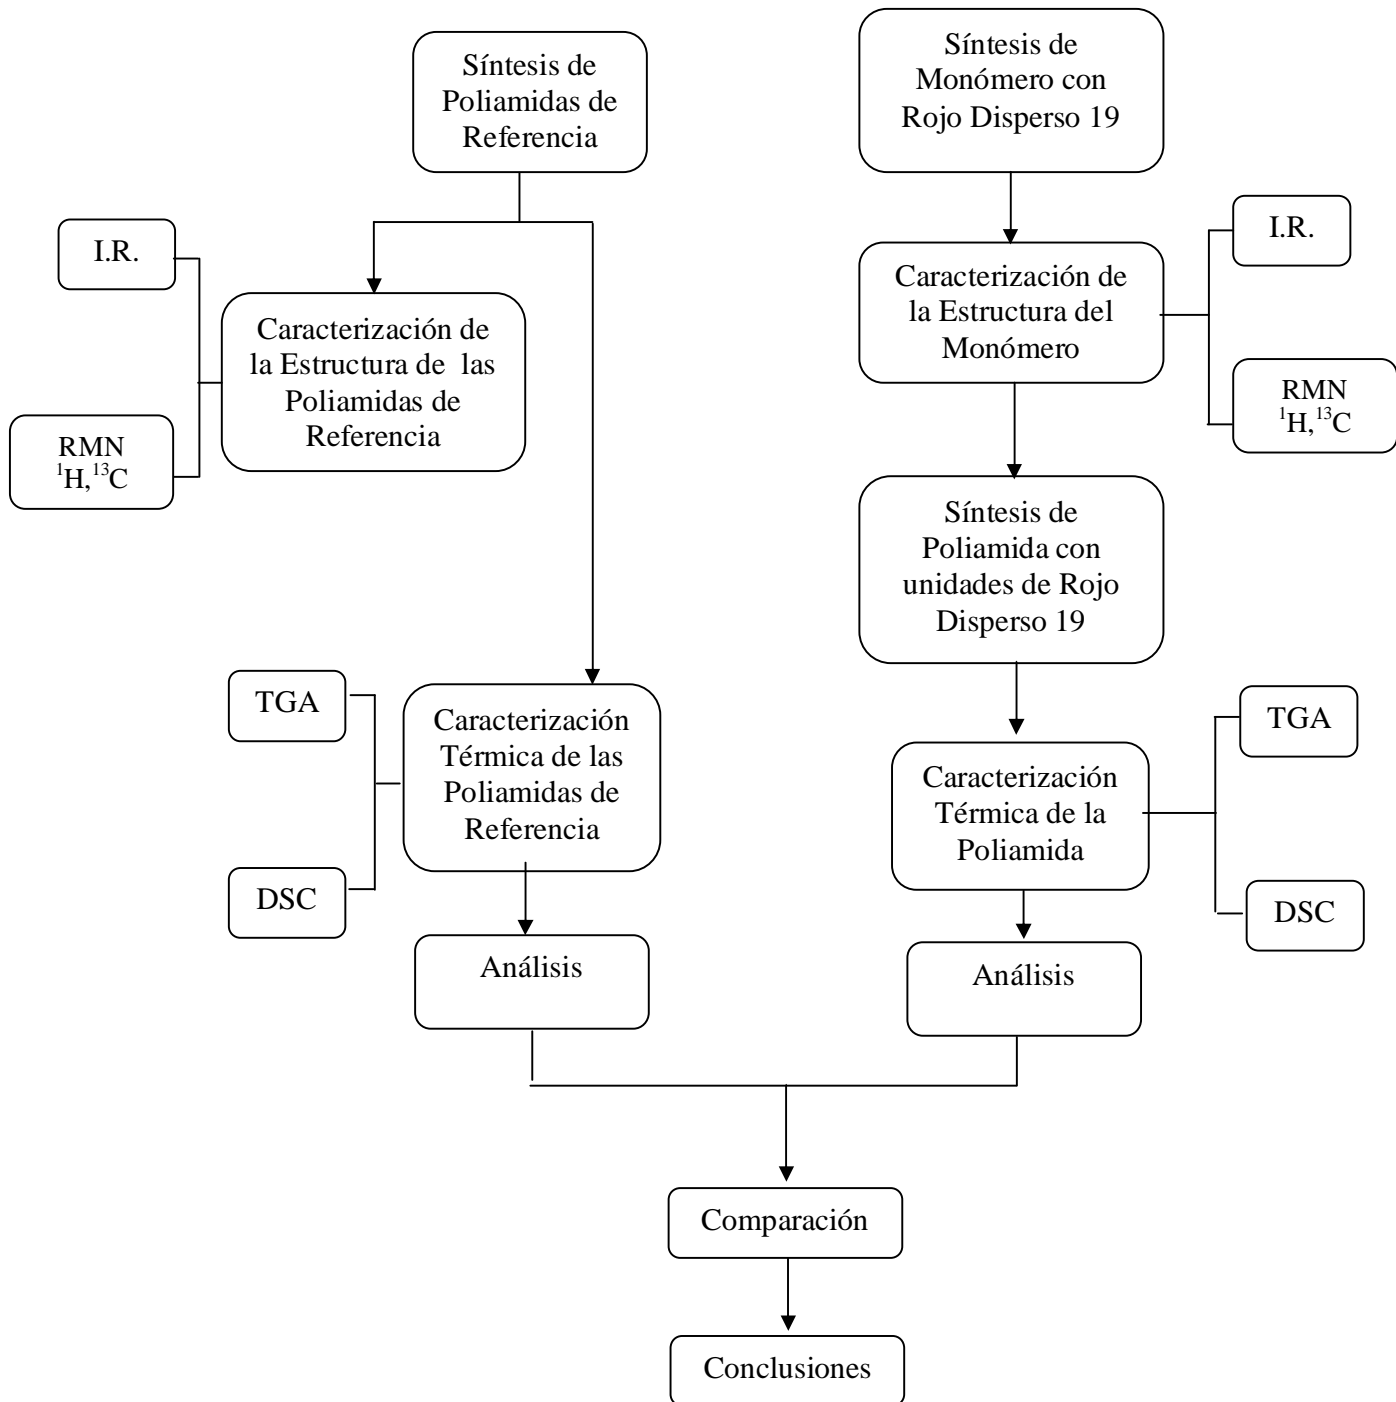 Síntesis de
Poliamidas de
Referencia
Síntesis de
Monómero con
Rojo Disperso 19
I.R.
Caracterización de
la Estructura de  las
Poliamidas de
Referencia
RMN
¹H,¹³C
Caracterización de
la Estructura del
Monómero
I.R.
RMN
¹H,¹³C
Síntesis de
Poliamida con
unidades de Rojo
Disperso 19
TGA
Caracterización
Térmica de las
Poliamidas de
Referencia
DSC
Caracterización
Térmica de la
Poliamida
TGA
DSC
Análisis
Análisis
Comparación
Conclusiones